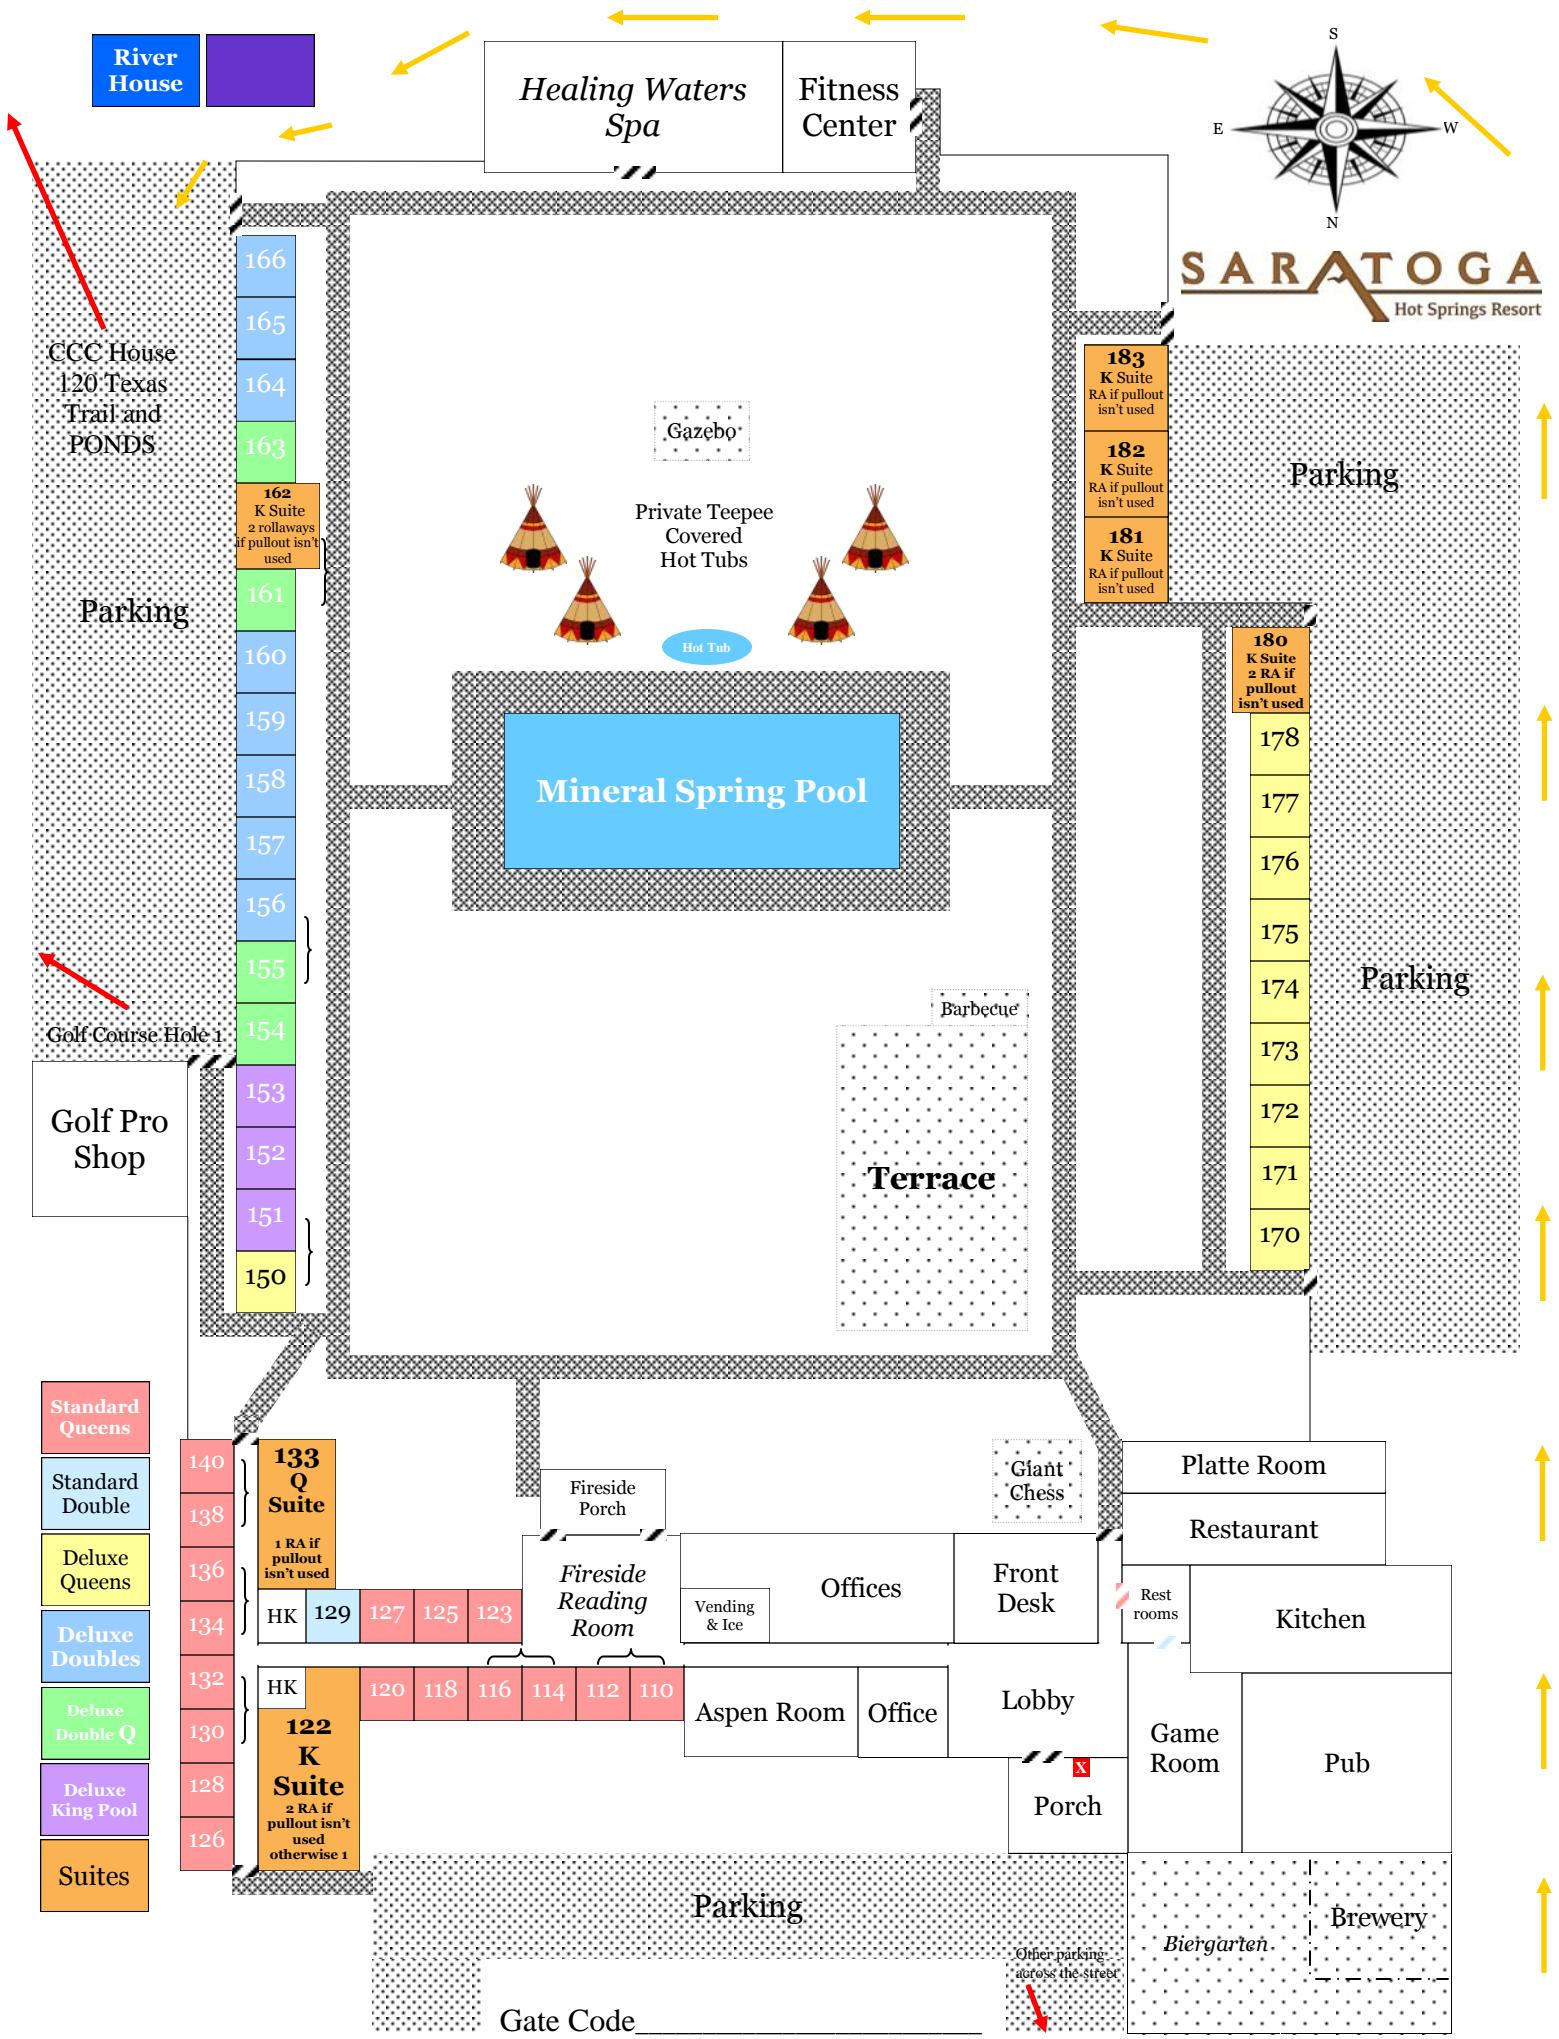 River
House
Healing Waters
Spa
Fitness
Center
S
E
W
N
SARATOGA
Hot Springs Resort
CCC House
120 Texas
Trail and
PONDS
Parking
166
165
164
163
162
K Suite
2 rollaways
if pullout isn't
used
161
160
159
158
157
156
155
154
153
152
151
150
Gazebo
Private Teepee
Covered
Hot Tubs
Hot Tub
Mineral Spring Pool
183
K Suite
RA if pullout
isn't used
182
K Suite
RA if pullout
isn't used
181
K Suite
RA if pullout
isn't used
Parking
180
K Suite
2 RA if
pullout
isn't used
178
177
176
175
174
173
172
171
170
Parking
Golf Course Hole 1
Golf Pro
Shop
Barbecue
Terrace
Standard
Queens
Standard
Double
Deluxe
Queens
Deluxe
Doubles
Deluxe
Double Q
Deluxe
King Pool
Suites
140
138
136
134
132
130
128
126
133
Q
Suite
1 RA if
pullout
isn't used
HK
129
127
125
123
Fireside
Porch
Fireside
Reading
Room
Vending
& Ice
Offices
Front
Desk
Giant
Chess
Platte Room
Restaurant
Rest
rooms
Kitchen
HK
122
K
Suite
2 RA if
pullout isn't
used
otherwise 1
120
118
116
114
112
110
Aspen Room
Office
Lobby
X
Porch
Game
Room
Pub
Parking
Other parking
across the street
Biergarten
Brewery
Gate Code__________________________